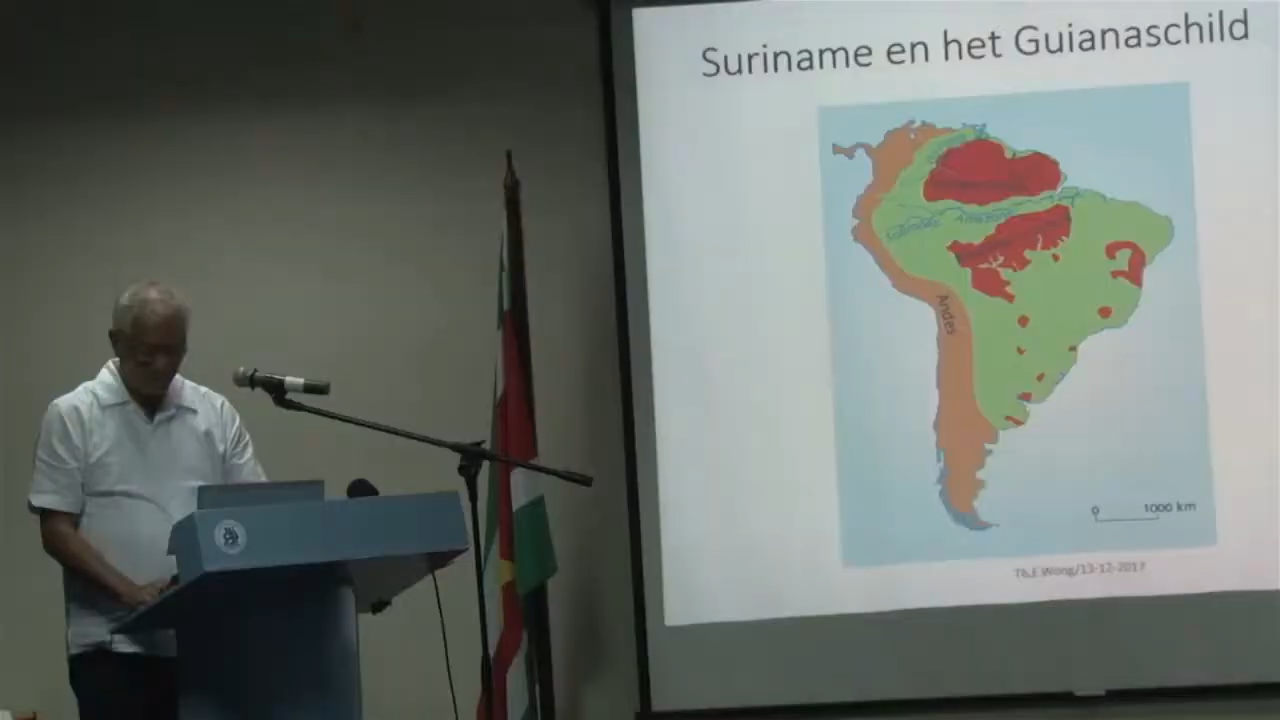 Suriname en het Guianaschild
Amazone
Andes
0 1000 km
Th.E.Wong/13-12-2017